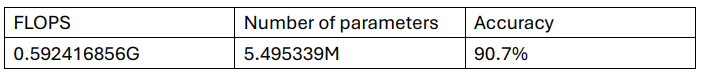 FLOPS Number of parameters Accuracy
0.592416856G 5.495339M 90.7%